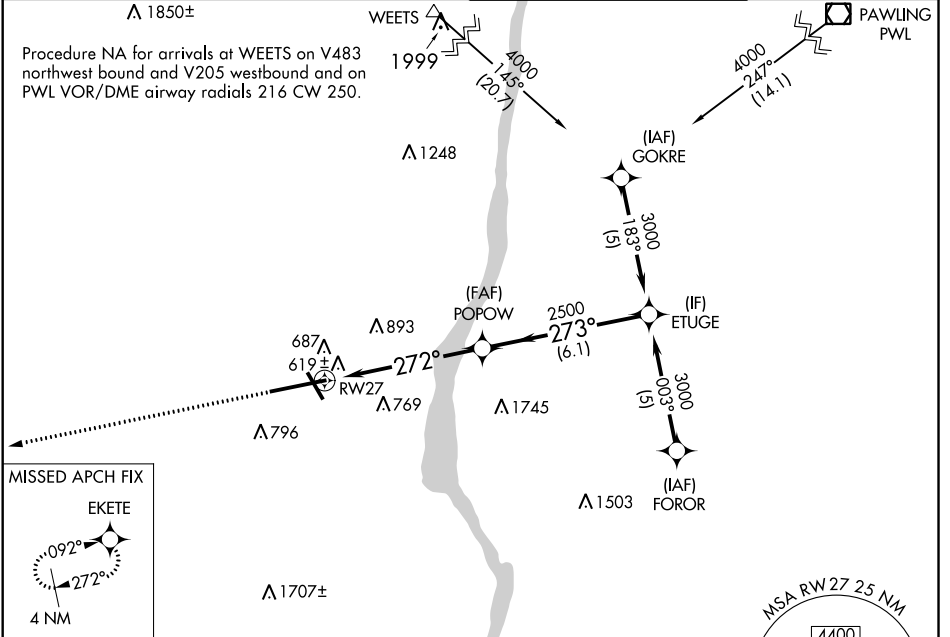 1850±
WEETS
PAWLING
PWL
Procedure NA for arrivals at WEETS on V483
northwest bound and V205 westbound and on
PWL VOR/DME airway radials 216 CW 250.
1999
4000
145°
(20.7)
4000
247°
(14.1)
1248
(IAF)
GOKRE
3000
183°
(5)
(FAF)
POPOW
2500
273°
(6.1)
(IF)
ETUGE
893
687
619±
272°
RW27
769
1745
796
3000
003°
(5)
MISSED APCH FIX
EKETE
092°
272°
4 NM
1503
(IAF)
FOROR
1707±
MSA RW27 25 NM
4400